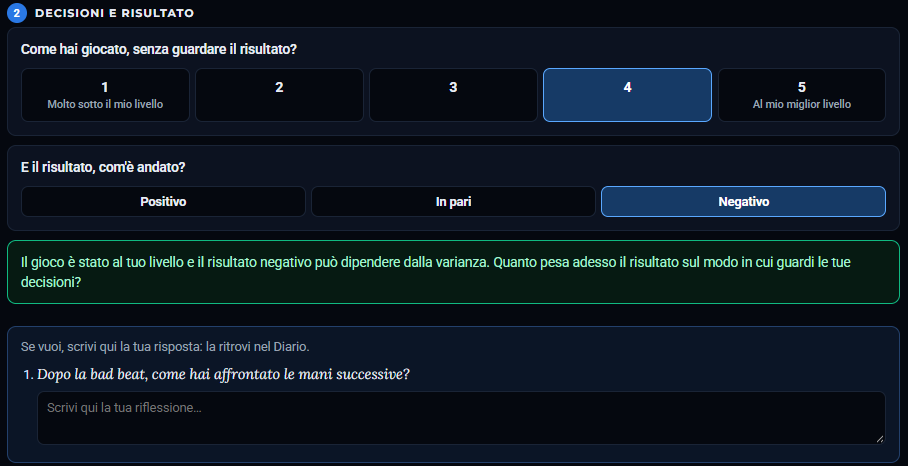 2 DECISIONI E RISULTATO
Come hai giocato, senza guardare il risultato?
1 2 3 4 5
Molto sotto il mio livello Al mio miglior livello
E il risultato, com'è andato?
Positivo In pari Negativo
Il gioco è stato al tuo livello e il risultato negativo può dipendere dalla varianza. Quanto pesa adesso il risultato sul modo in cui guardi le tue
decisioni?
Se vuoi, scrivi qui la tua risposta: la ritrovi nel Diario.
1. Dopo la bad beat, come hai affrontato le mani successive?
Scrivi qui la tua riflessione...